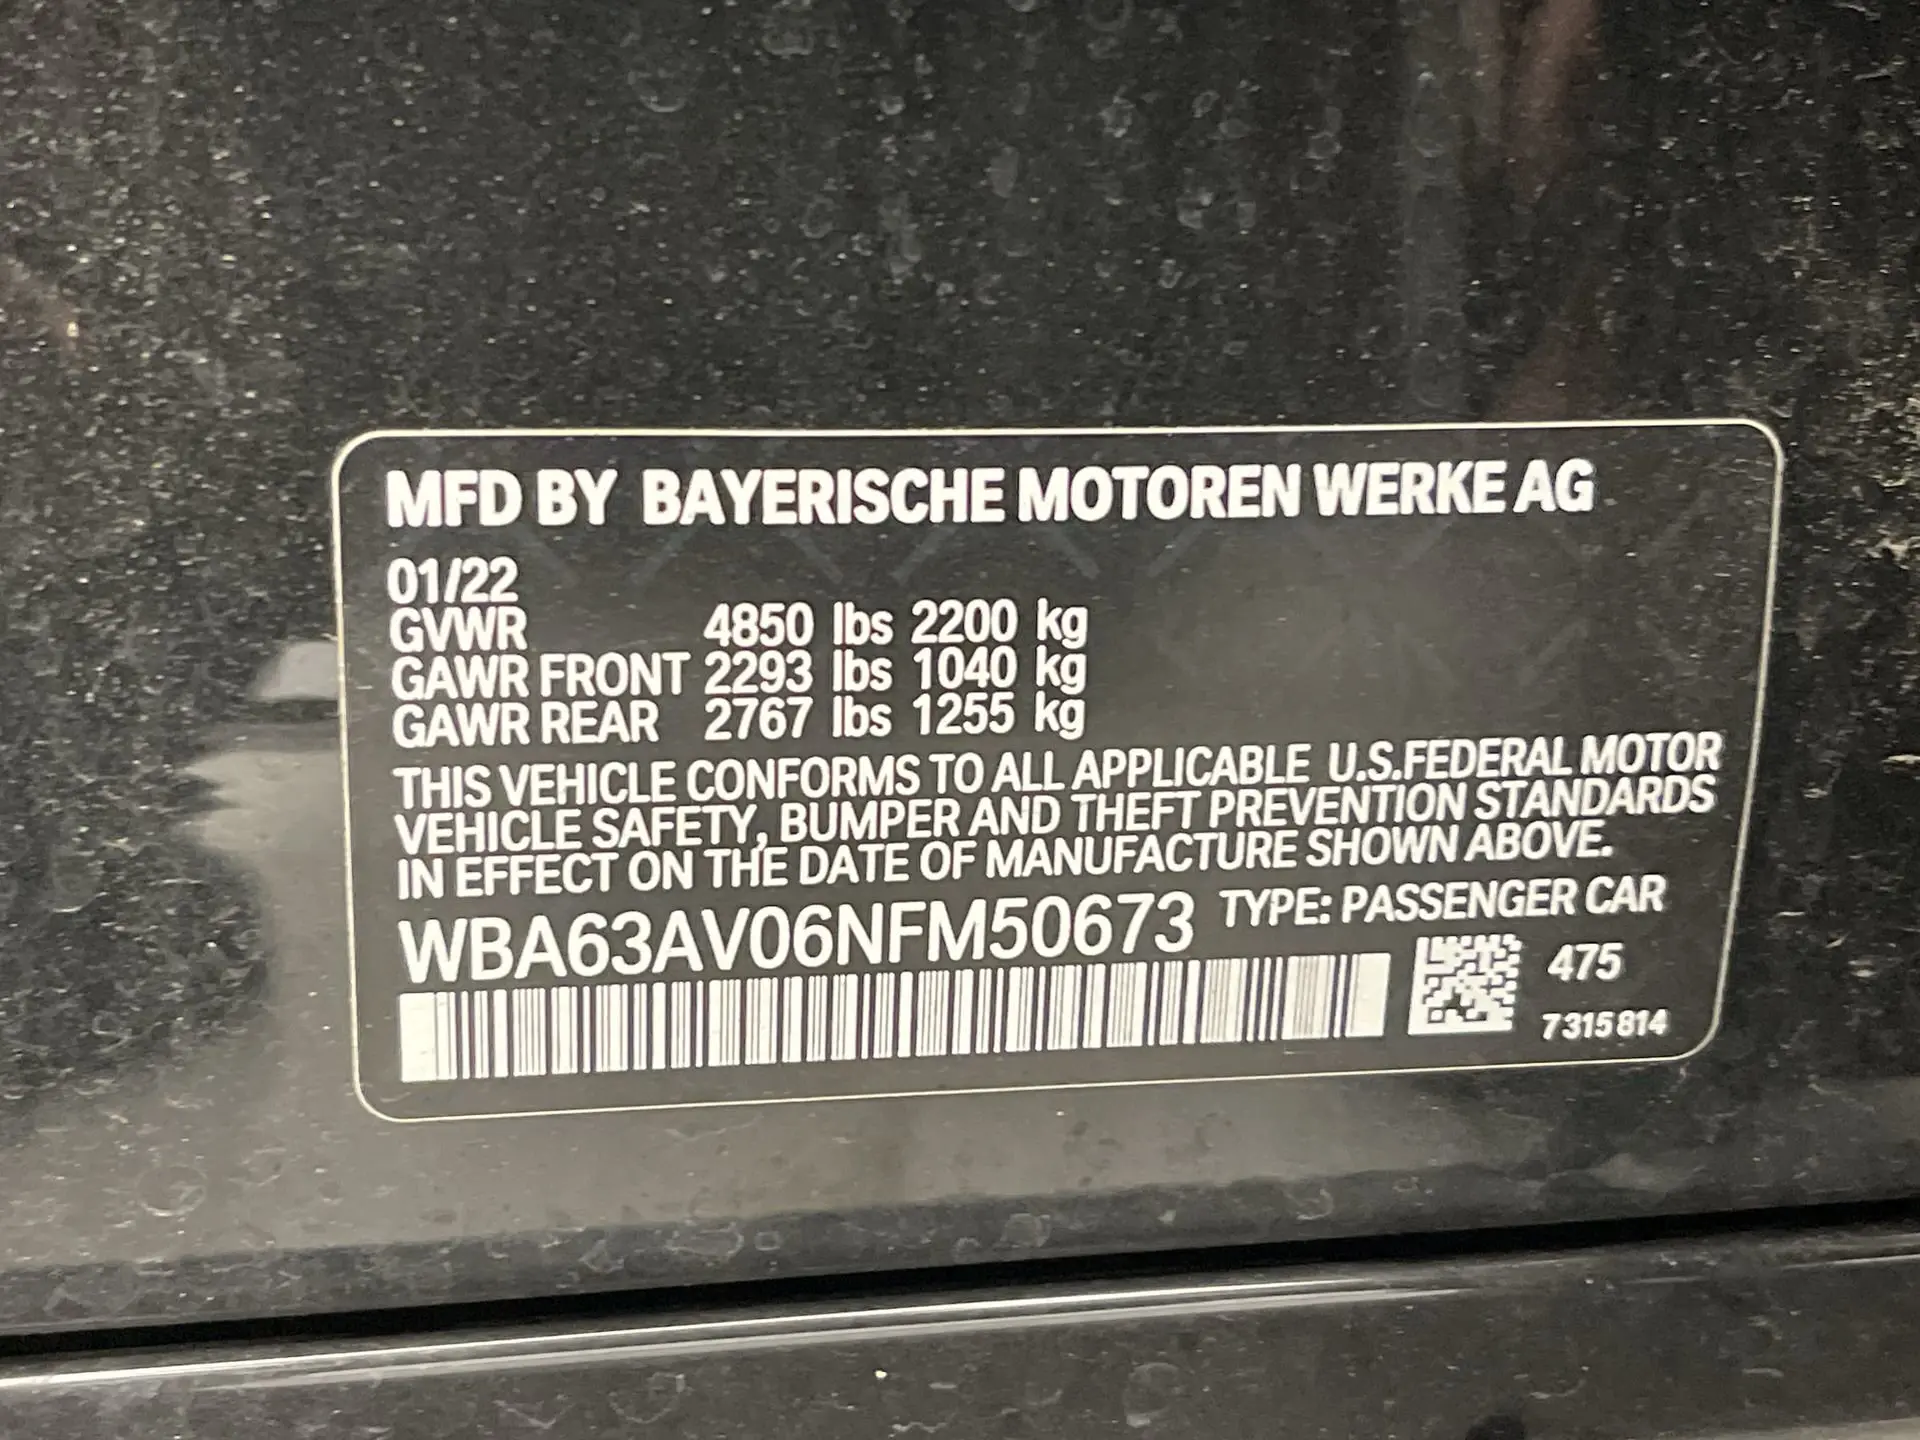 MFD BY BAYERISCHE MOTOREN WERKE AG
01/22
GVWR 4850 lbs 2200 kg
GAWR FRONT 2293 lbs 1040 kg
GAWR REAR 2767 lbs 1255 kg
THIS VEHICLE CONFORMS TO ALL APPLICABLE U.S.FEDERAL MOTOR
VEHICLE SAFETY, BUMPER AND THEFT PREVENTION STANDARDS
IN EFFECT ON THE DATE OF MANUFACTURE SHOWN ABOVE.
WBA63AV06NFM50673 TYPE: PASSENGER CAR
475
7315814